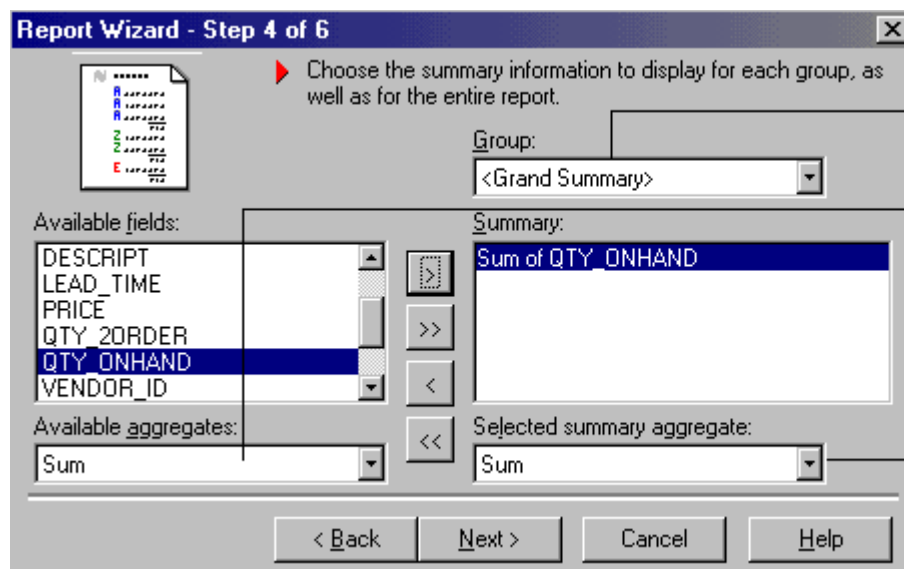 Report Wizard - Step 4 of 6
Choose the summary information to display for each group, as
well as for the entire report.
Group:
<Grand Summary>
Available fields:
DESCRIPT
LEAD_TIME
PRICE
QTY_2ORDER
QTY_ONHAND
VENDOR_ID
>
>>
<
<<
Summary:
Sum of QTY_ONHAND
Available aggregates:
Sum
Selected summary aggregate:
Sum
< Back
Next >
Cancel
Help